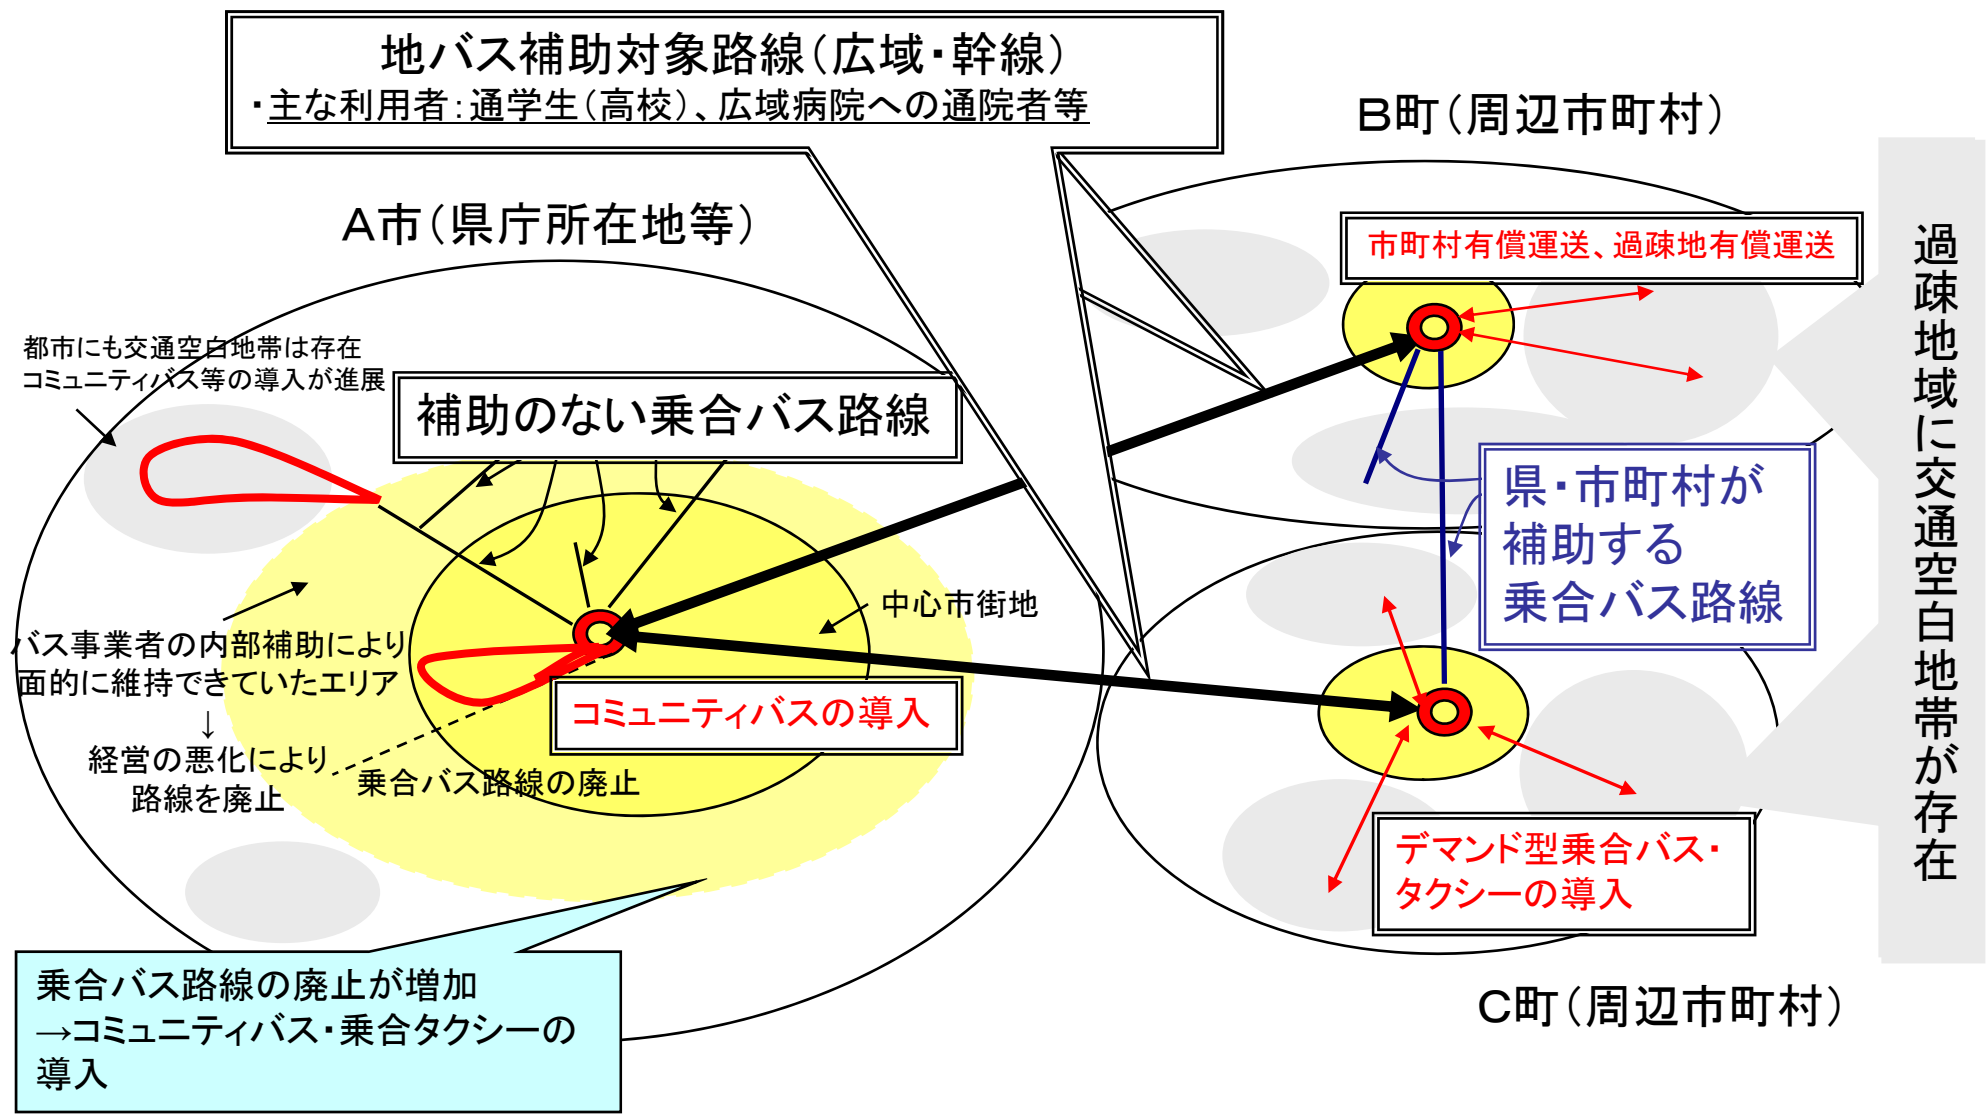 地バス補助対象路線(広域・幹線)
・主な利用者:通学生(高校)、広域病院への通院者等
B町(周辺市町村)
A市(県庁所在地等)
市町村有償運送、過疎地有償運送
過疎地域に交通空白地帯が存在
都市にも交通空白地帯は存在
コミュニティバス等の導入が進展
補助のない乗合バス路線
県・市町村が
補助する
乗合バス路線
中心市街地
バス事業者の内部補助により
面的に維持できていたエリア
↓
経営の悪化により
路線を廃止
コミュニティバスの導入
乗合バス路線の廃止
デマンド型乗合バス・
タクシーの導入
乗合バス路線の廃止が増加
→コミュニティバス・乗合タクシーの
導入
C町(周辺市町村)